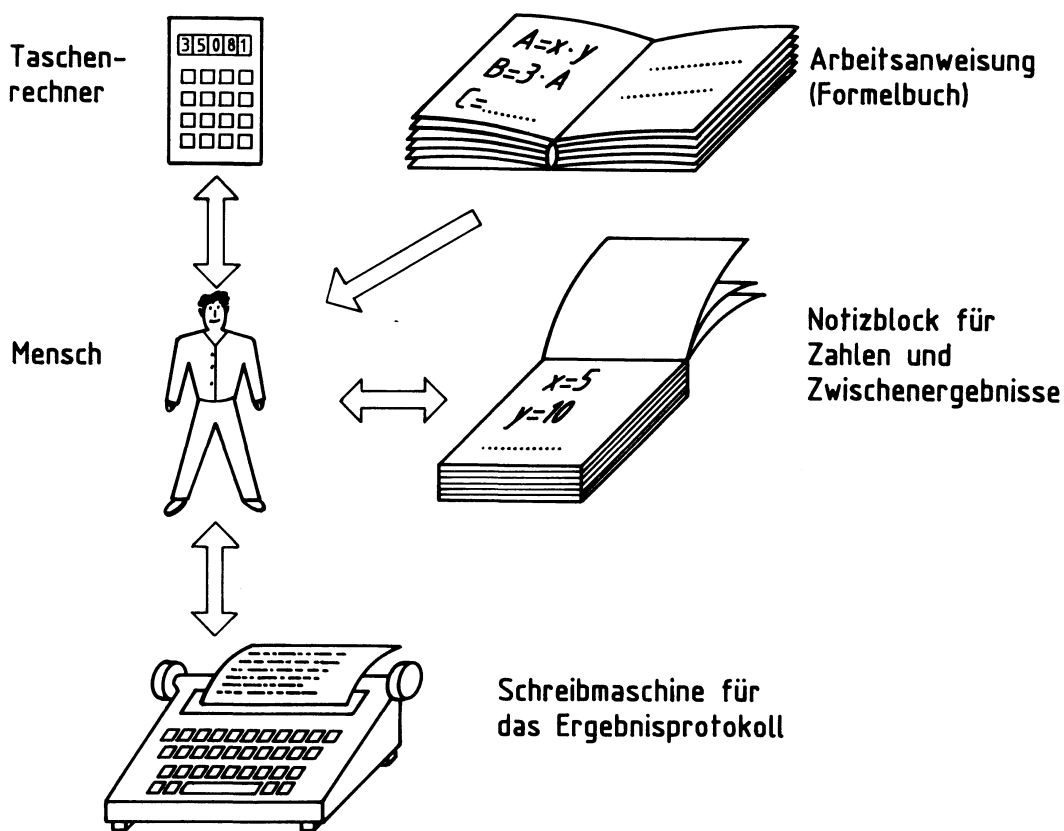 Taschen-
rechner
35081
A=x·y
B=3·A
C=........
Arbeitsanweisung
(Formelbuch)
Mensch
x=5
y=10
Notizblock für
Zahlen und
Zwischenergebnisse
Schreibmaschine für
das Ergebnisprotokoll